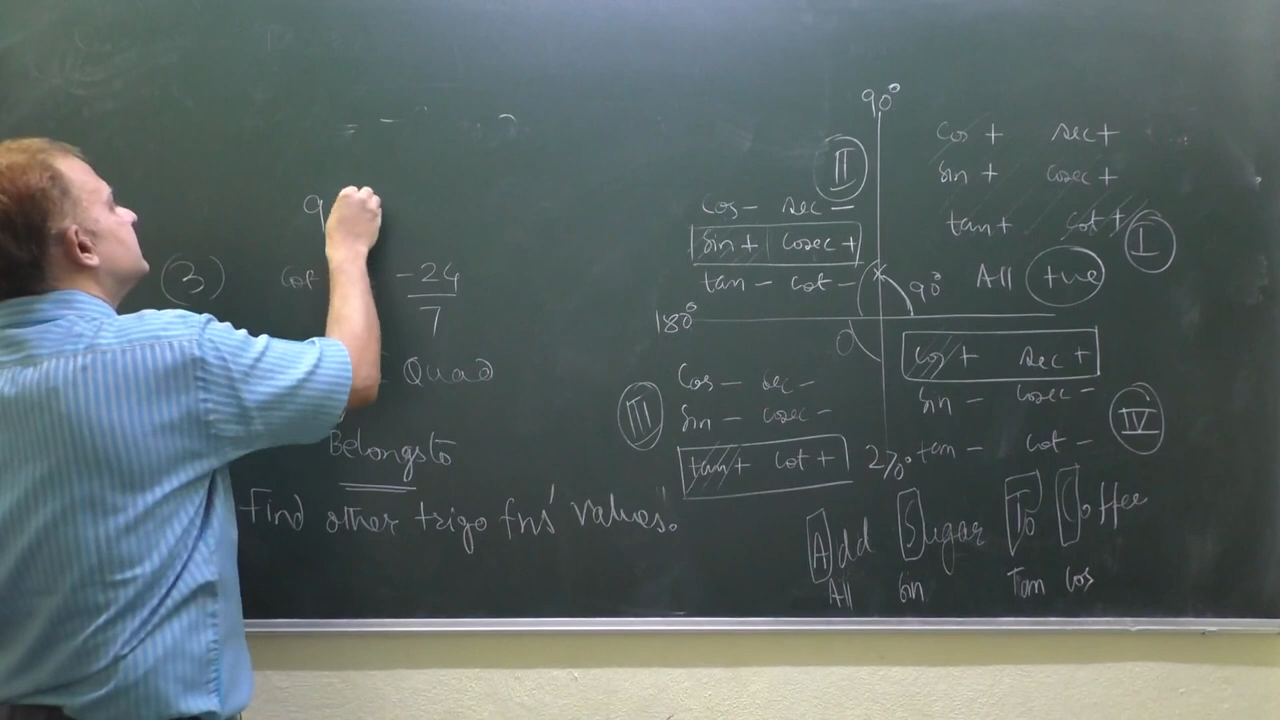 9
(3) cot -24
7
Quad
Belongs to
Find other trigo fns' values.
90°
II
cos - sec -
sin + cosec +
tan - cot -
cos + sec +
sin + cosec +
tan + cot +
I
All +ve
90°
180°
cos + sec +
sin - cosec -
tan - cot -
IV
III
cos - sec -
sin - cosec -
tan + cot +
270°
Add Sugar To Coffee
All Sin Tan Cos